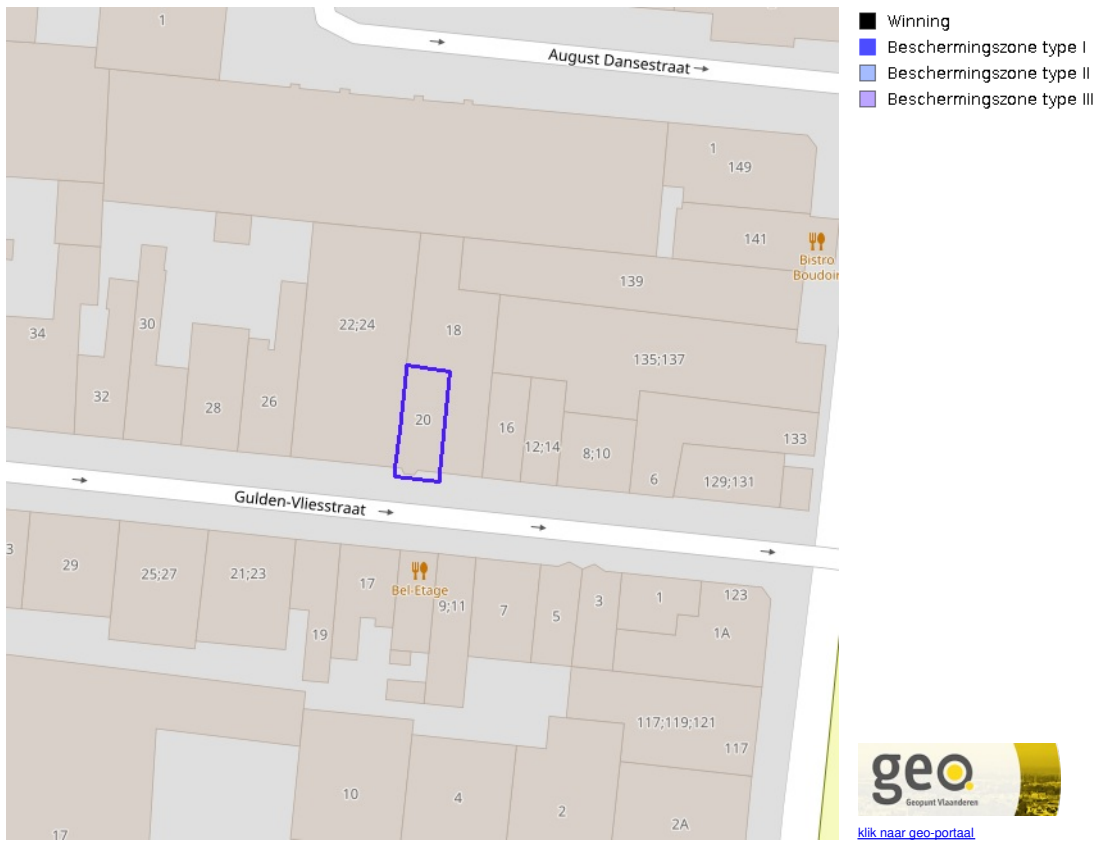 1
August Dansestraat
1
149
141
Bistro
Boudoir
139
22;24
18
135;137
34
30
32
28
26
20
16
12;14
8;10
6
133
129;131
Gulden-Vliesstraat
3
29
25;27
21;23
17
Bel-Etage
9;11
19
7
5
3
1
123
1A
117;119;121
117
10
4
2
2A
17
Winning
Beschermingszone type I
Beschermingszone type II
Beschermingszone type III
geo
Geopunt Vlaanderen
klik naar geo-portaal